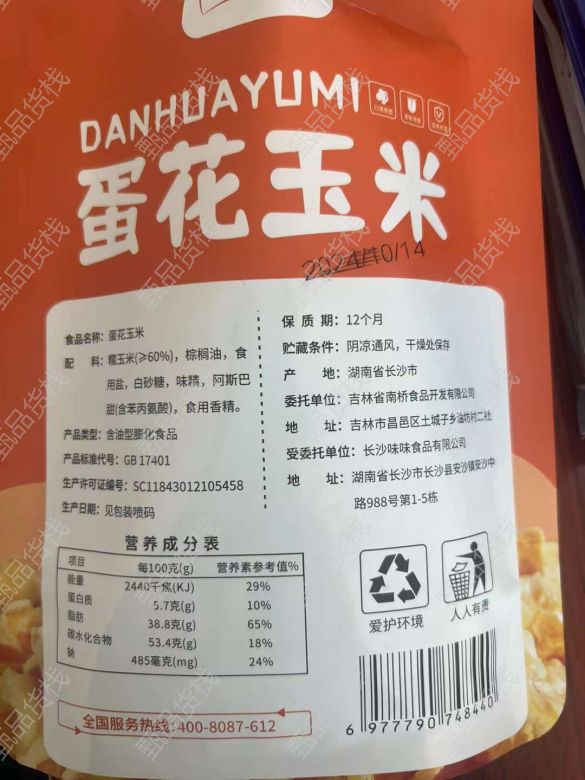 DANHUAYUMI
蛋花玉米
食品名称：蛋花玉米
配 料：糯玉米(≥60%)，棕榈油，食
用盐，白砂糖，味精，阿斯巴
甜(含苯丙氨酸)，食用香精。
产品类型：含油型膨化食品
产品标准代号：GB 17401
生产许可证编号：SC11843012105458
生产日期：见包装喷码
保 质 期：12个月
贮藏条件：阴凉通风，干燥处保存
产 地：湖南省长沙市
委托单位：吉林省南桥食品开发有限公司
地 址：吉林市昌邑区土城子乡油坊村二社
受委托单位：长沙味味食品有限公司
地 址：湖南省长沙市长沙县安沙镇安沙中
路988号第1-5栋
营养成分表
项目 每100克(g) 营养素参考值%
能量 2440千焦(KJ) 29%
蛋白质 5.7克(g) 10%
脂肪 38.8克(g) 65%
碳水化合物 53.4克(g) 18%
钠 485毫克(mg) 24%
爱护环境
人人有责
全国服务热线:400-8087-612
6 977790 748440
甄品货栈